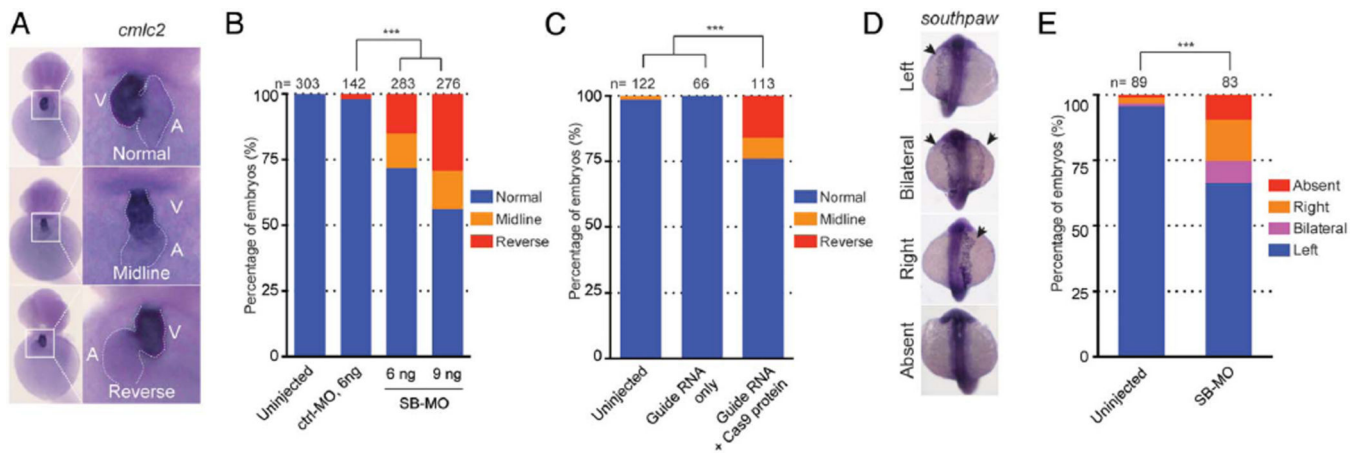 A
cmlc2
V
A
Normal
V
A
Midline
A
V
Reverse
B
***
n= 303 142 283 276
Percentage of embryos (%)
100
75
50
25
0
Normal
Midline
Reverse
Uninjected
ctrl-MO, 6ng
6 ng
9 ng
SB-MO
C
***
n= 122 66 113
Percentage of embryos (%)
100
75
50
25
0
Normal
Midline
Reverse
Uninjected
Guide RNA
only
Guide RNA
+ Cas9 protein
D
southpaw
Left
Bilateral
Right
Absent
E
***
n= 89 83
Percentage of embryos (%)
100
75
50
25
0
Absent
Right
Bilateral
Left
Uninjected
SB-MO